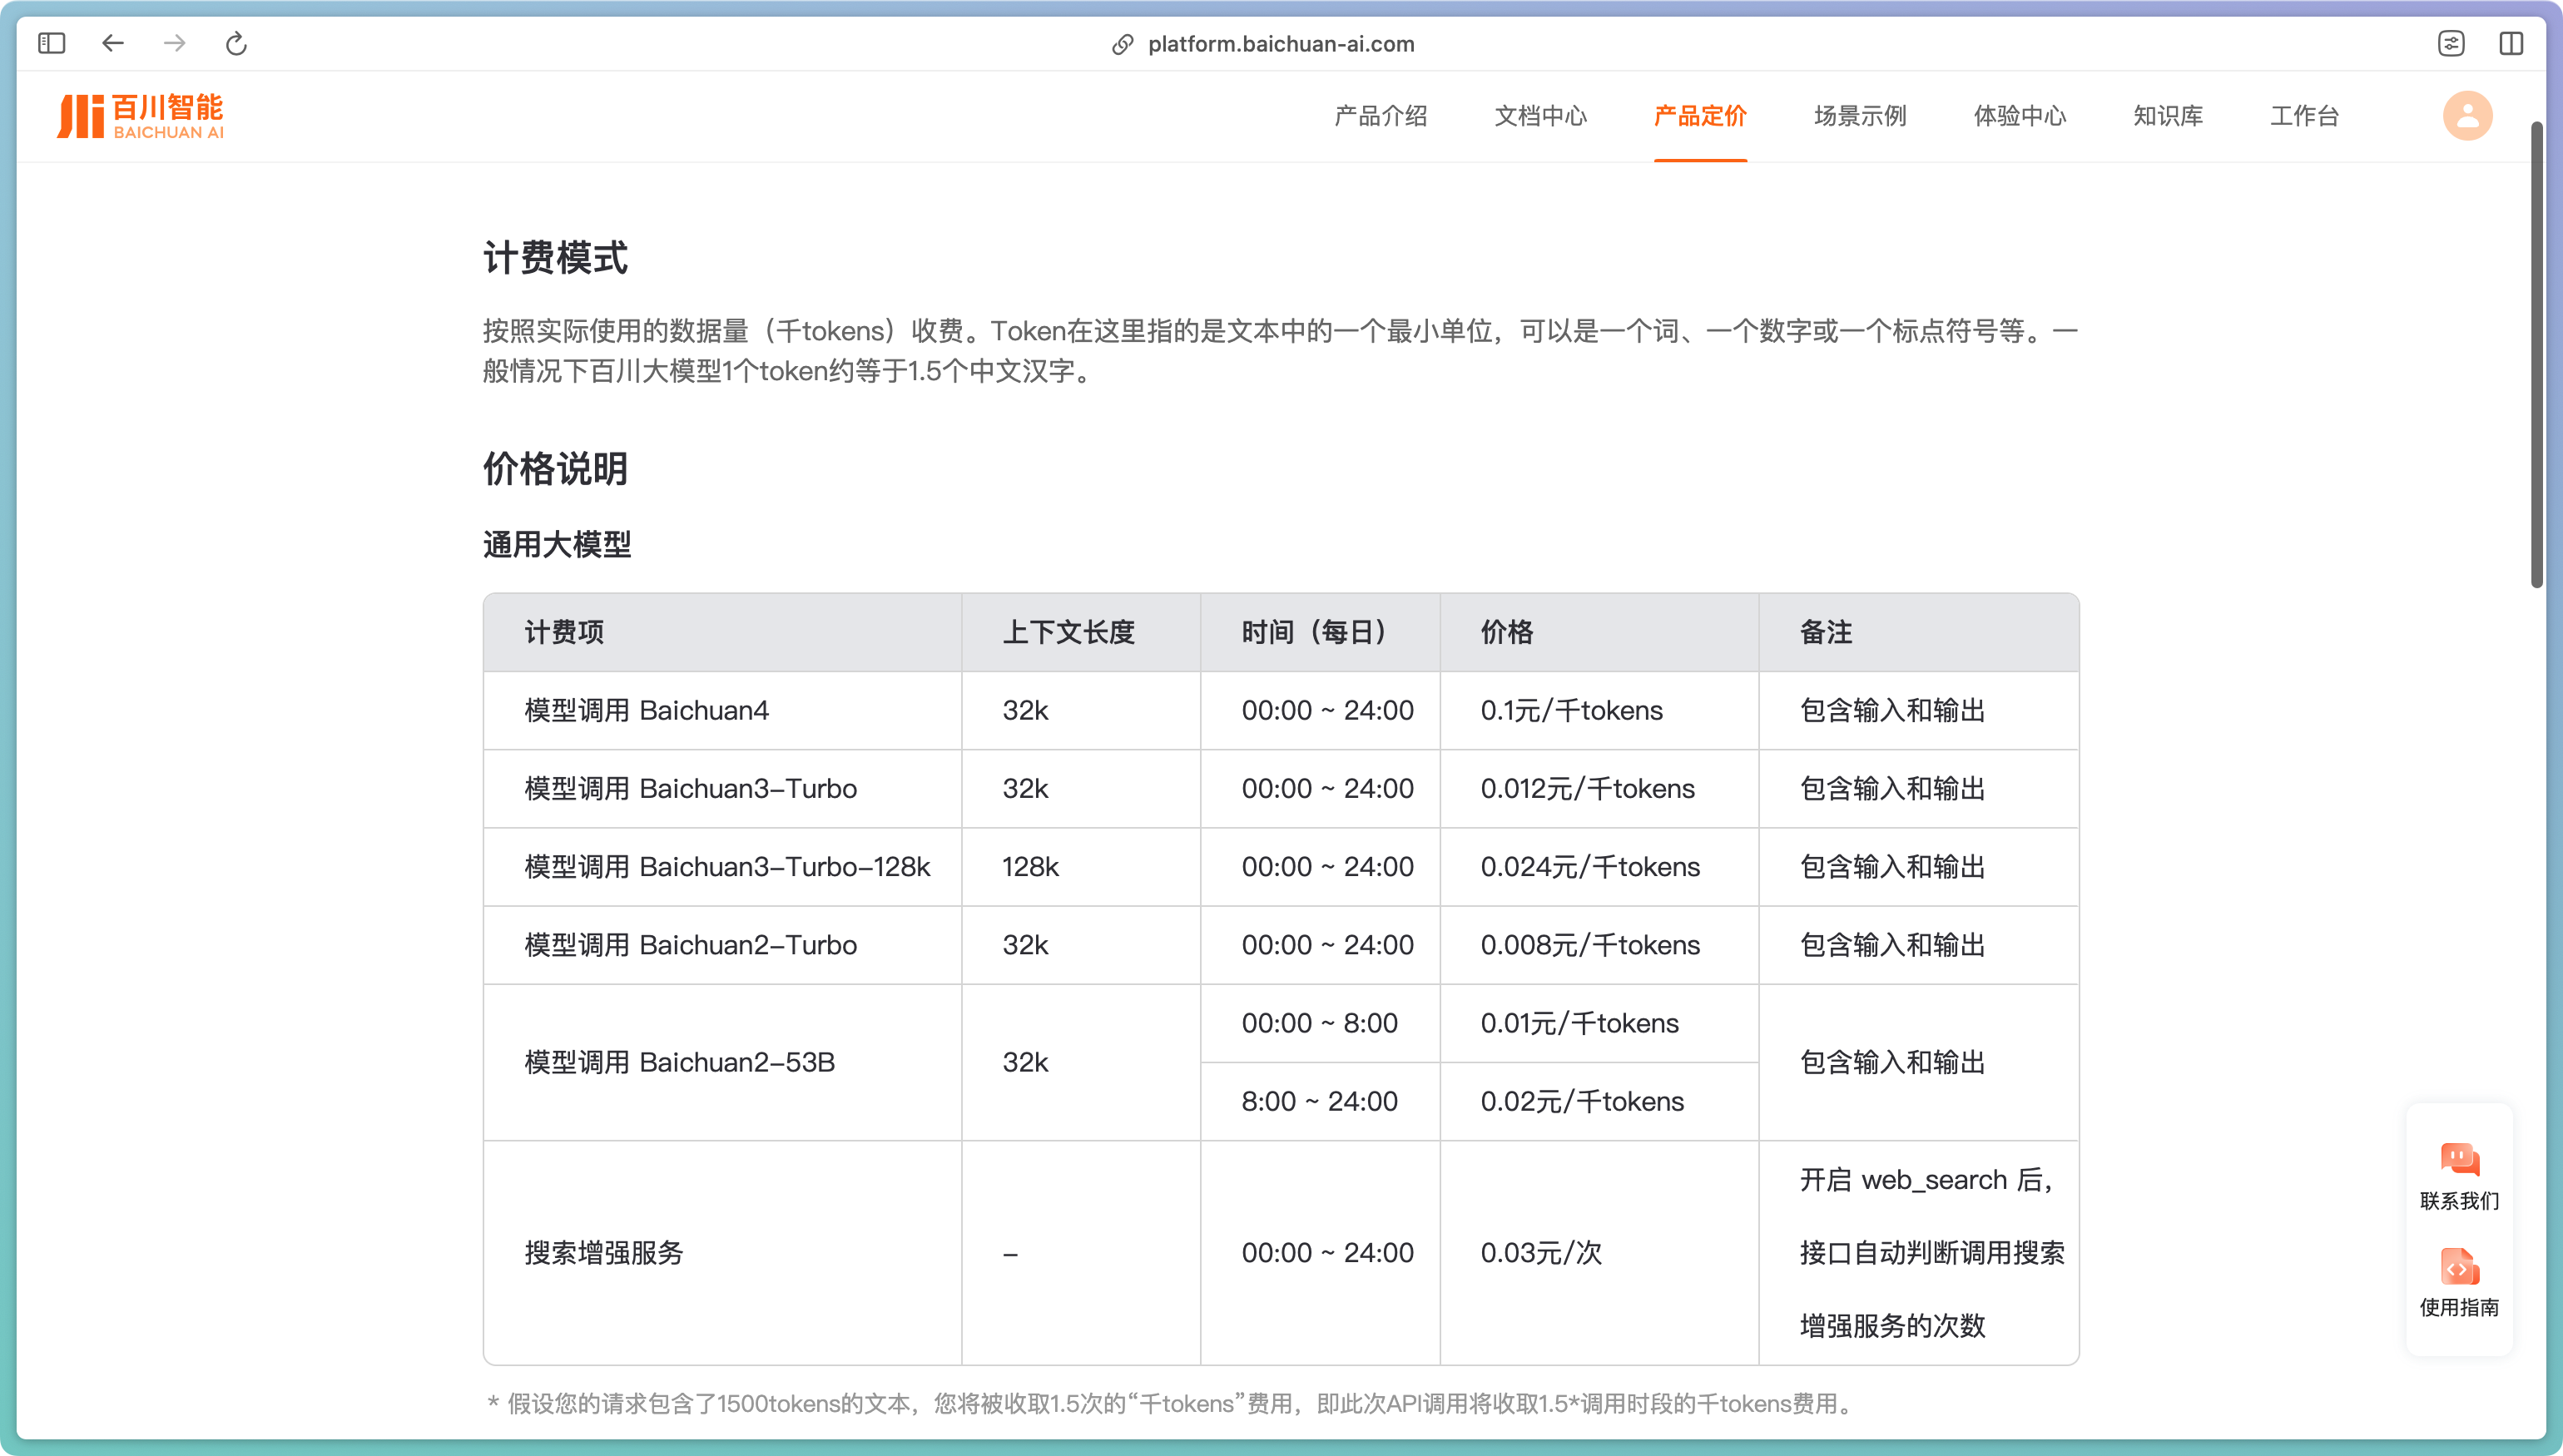 platform.baichuan-ai.com
百川智能
BAICHUAN AI
产品介绍 文档中心 产品定价 场景示例 体验中心 知识库 工作台
计费模式
按照实际使用的数据量（千tokens）收费。Token在这里指的是文本中的一个最小单位，可以是一个词、一个数字或一个标点符号等。一
般情况下百川大模型1个token约等于1.5个中文汉字。
价格说明
通用大模型
计费项 上下文长度 时间（每日） 价格 备注
模型调用 Baichuan4 32k 00:00 ~ 24:00 0.1元/千tokens 包含输入和输出
模型调用 Baichuan3-Turbo 32k 00:00 ~ 24:00 0.012元/千tokens 包含输入和输出
模型调用 Baichuan3-Turbo-128k 128k 00:00 ~ 24:00 0.024元/千tokens 包含输入和输出
模型调用 Baichuan2-Turbo 32k 00:00 ~ 24:00 0.008元/千tokens 包含输入和输出
模型调用 Baichuan2-53B 32k 00:00 ~ 8:00 0.01元/千tokens 包含输入和输出
8:00 ~ 24:00 0.02元/千tokens
搜索增强服务 - 00:00 ~ 24:00 0.03元/次 开启 web_search 后，
接口自动判断调用搜索
增强服务的次数
* 假设您的请求包含了1500tokens的文本，您将被收取1.5次的“千tokens”费用，即此次API调用将收取1.5*调用时段的千tokens费用。
联系我们
使用指南